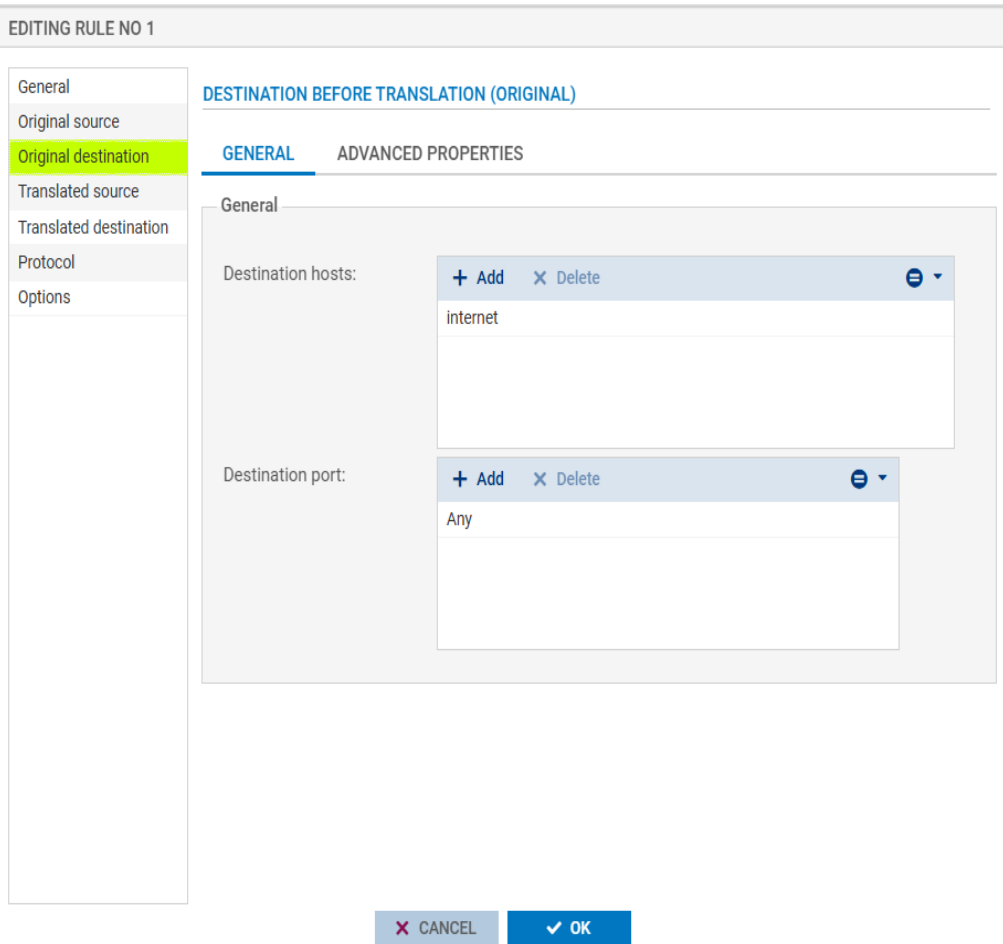 EDITING RULE NO 1
General
Original source
Original destination
Translated source
Translated destination
Protocol
Options
DESTINATION BEFORE TRANSLATION (ORIGINAL)
GENERAL ADVANCED PROPERTIES
General
Destination hosts:
Add Delete
internet
Destination port:
Add Delete
Any
CANCEL OK